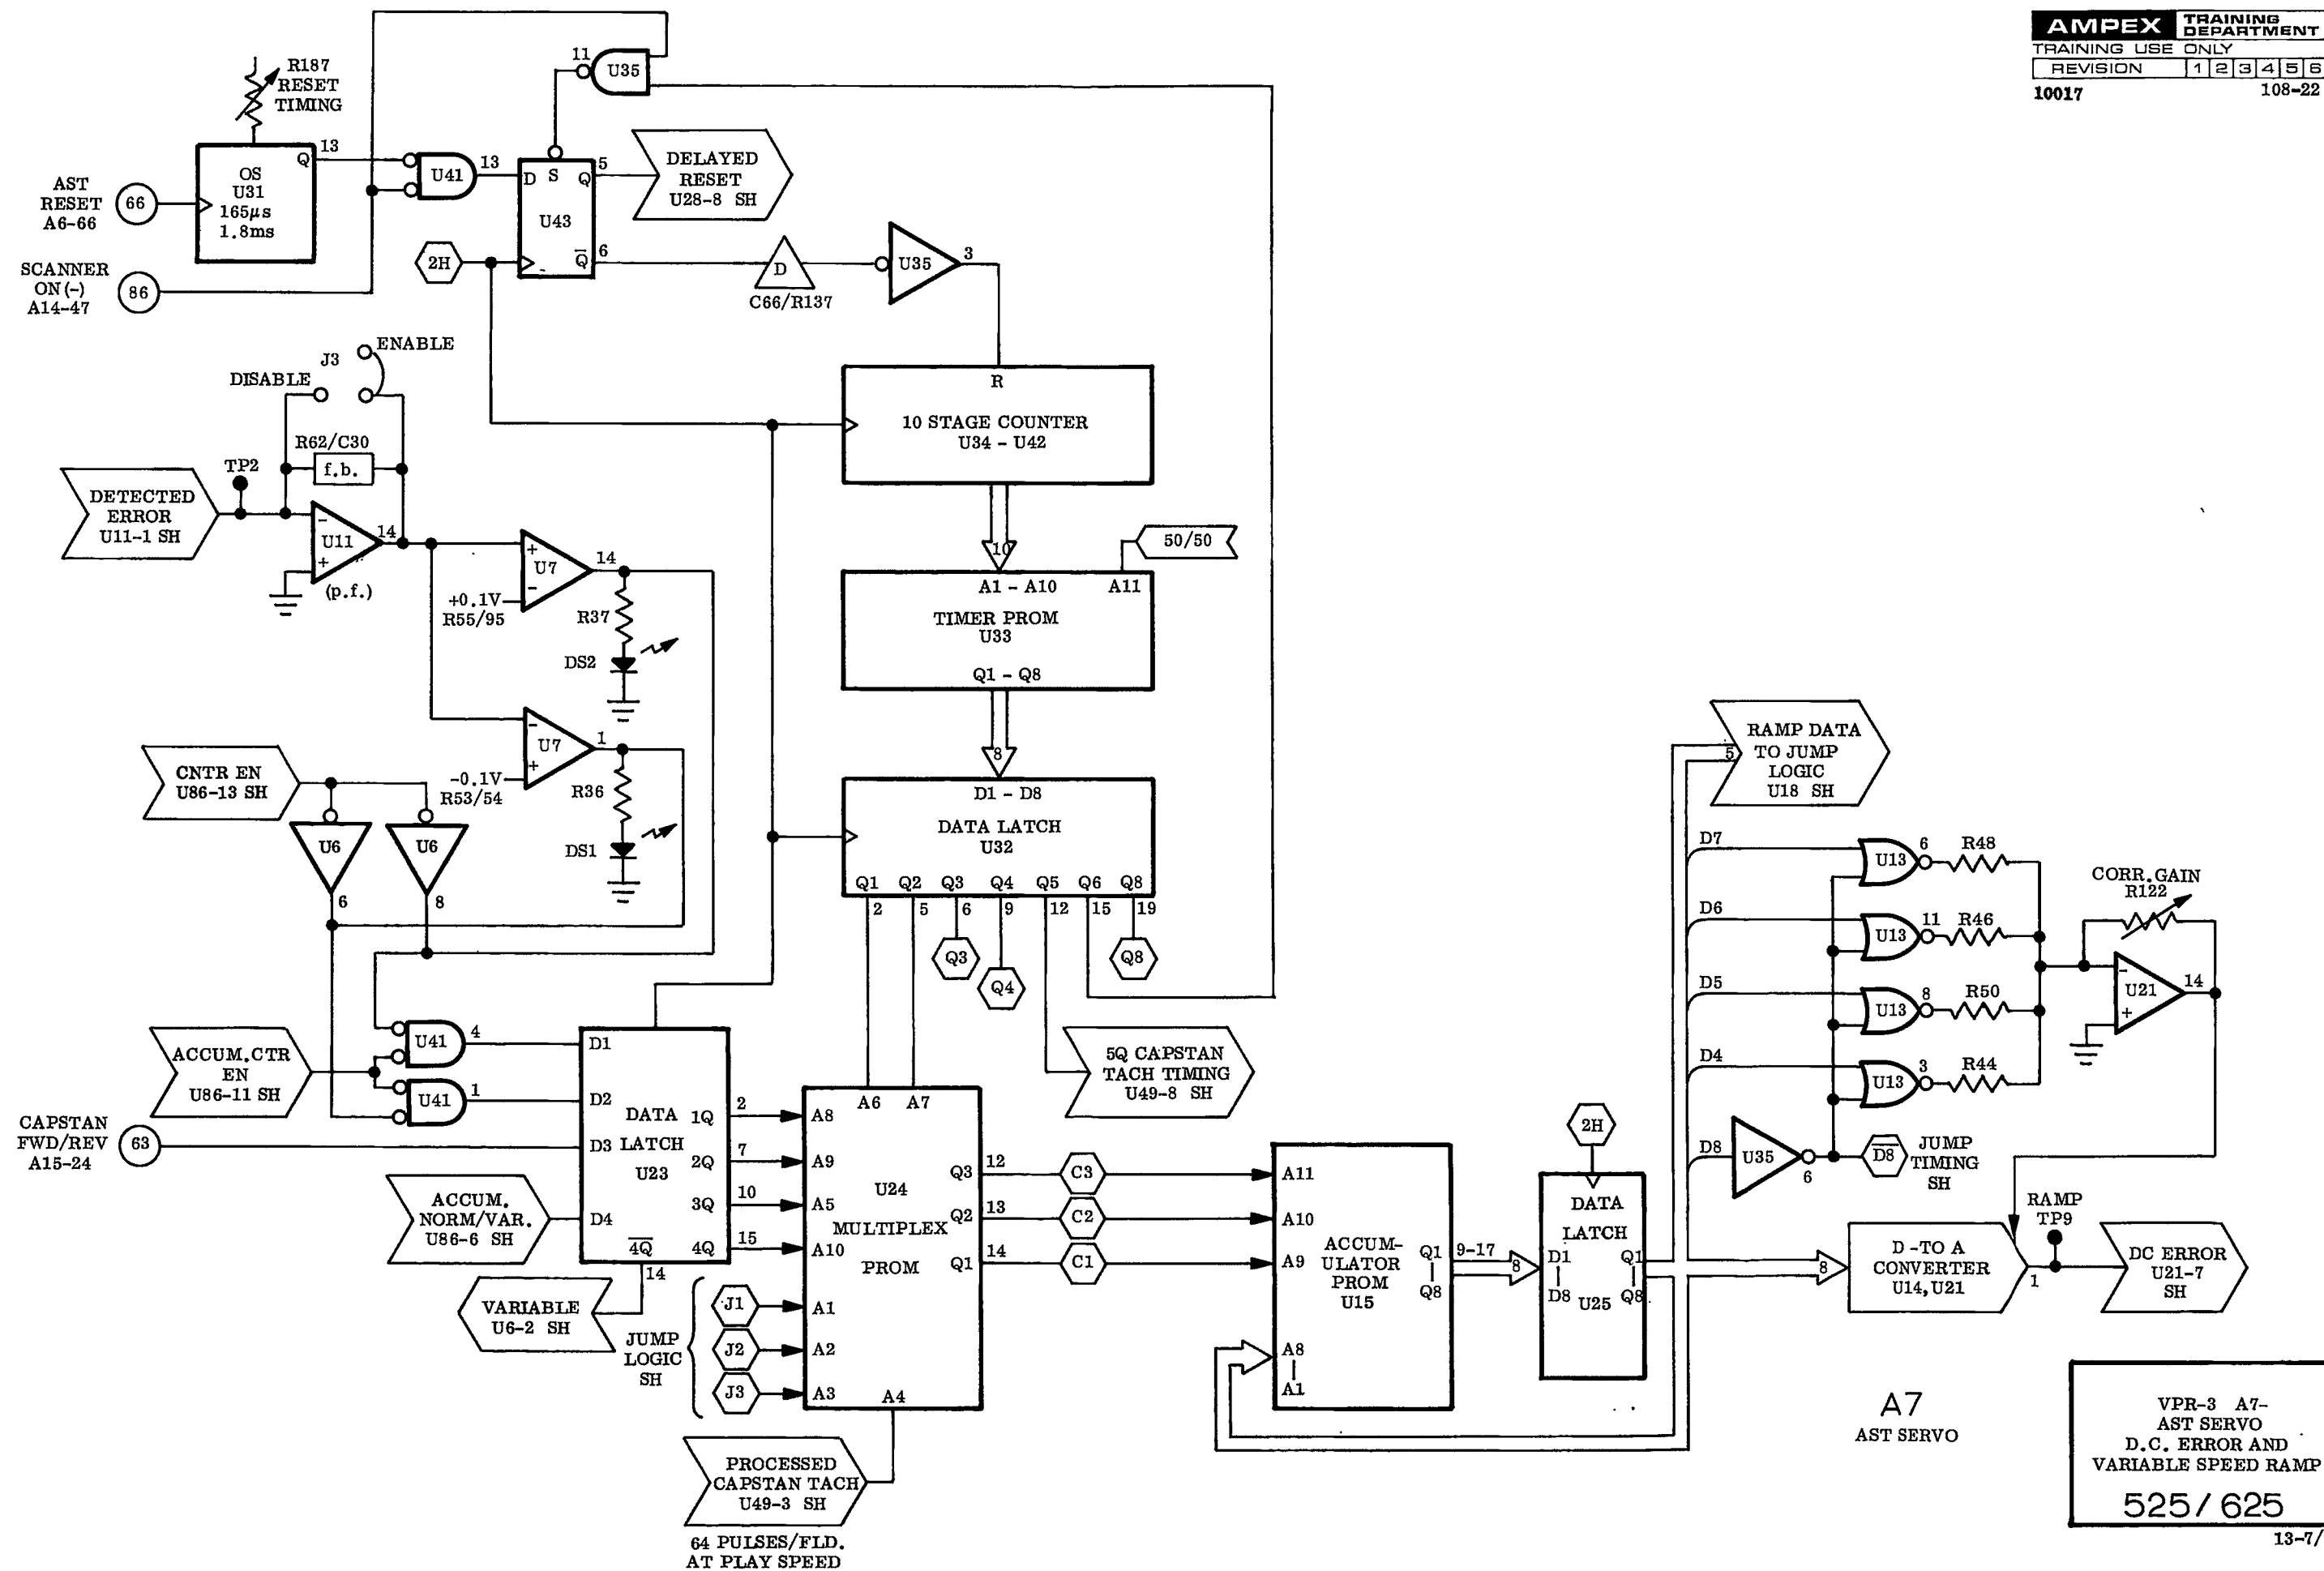 AMPEX TRAINING DEPARTMENT
TRAINING USE ONLY
REVISION 1 2 3 4 5 6
10017 108-22
R187
RESET
TIMING
OS
U31
165μs
1.8ms
Q
13
AST
RESET
A6-66
66
SCANNER
ON(-)
A14-47
86
U41
13
11
U35
D S Q
U43
Q̅
5
6
2H
DELAYED
RESET
U28-8 SH
D
C66/R137
U35
3
R
10 STAGE COUNTER
U34 - U42
10
50/50
A1 - A10 A11
TIMER PROM
U33
Q1 - Q8
8
D1 - D8
DATA LATCH
U32
Q1 Q2 Q3 Q4 Q5 Q6 Q8
2 5 6 9 12 15 19
Q3
Q4
Q8
J3
ENABLE
DISABLE
R62/C30
f.b.
TP2
DETECTED
ERROR
U11-1 SH
-
U11
+
14
(p.f.)
+
U7
-
14
+0.1V
R55/95
R37
DS2
-
U7
+
1
-0.1V
R53/54
R36
DS1
CNTR EN
U86-13 SH
U6
U6
6
8
U41
4
U41
1
ACCUM.CTR
EN
U86-11 SH
CAPSTAN
FWD/REV
A15-24
63
ACCUM.
NORM/VAR.
U86-6 SH
D1
D2
D3
D4
DATA
LATCH
U23
1Q
2Q
3Q
4Q
4Q̅
2
7
10
15
14
VARIABLE
U6-2 SH
JUMP
LOGIC
SH
J1
J2
J3
A6 A7
A8
A9
A5
A10
A1
A2
A3
A4
U24
MULTIPLEX
PROM
Q3
Q2
Q1
12
13
14
PROCESSED
CAPSTAN TACH
U49-3 SH
64 PULSES/FLD.
AT PLAY SPEED
5Q CAPSTAN
TACH TIMING
U49-8 SH
C3
C2
C1
A11
A10
A9
ACCUM-
ULATOR
PROM
U15
Q1
Q8
A8
A1
9-17
8
2H
DATA
LATCH
D1
D8
U25
Q1
Q8
5
RAMP DATA
TO JUMP
LOGIC
U18 SH
D7
U13
6
R48
D6
U13
11
R46
D5
U13
8
R50
D4
U13
3
R44
D8
U35
6
D̅8̅
JUMP
TIMING
SH
CORR.GAIN
R122
-
U21
+
14
8
D-TO A
CONVERTER
U14,U21
1
RAMP
TP9
DC ERROR
U21-7
SH
A7
AST SERVO
VPR-3 A7-
AST SERVO
D.C. ERROR AND
VARIABLE SPEED RAMP
525/625
13-7/